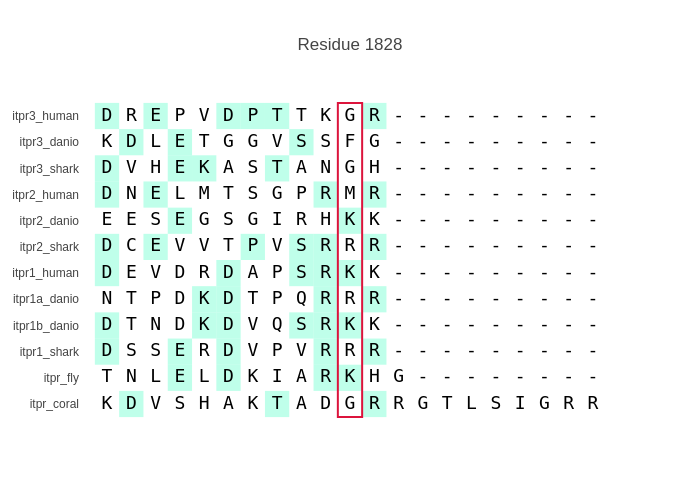 Residue 1828
itpr3_human D R E P V D P T T K G R - - - - - - - - -
itpr3_danio K D L E T G G V S S F G - - - - - - - - -
itpr3_shark D V H E K A S T A N G H - - - - - - - - -
itpr2_human D N E L M T S G P R M R - - - - - - - - -
itpr2_danio E E S E G S G I R H K K - - - - - - - - -
itpr2_shark D C E V V T P V S R R R - - - - - - - - -
itpr1_human D E V D R D A P S R K K - - - - - - - - -
itpr1a_danio N T P D K D T P Q R R R - - - - - - - - -
itpr1b_danio D T N D K D V Q S R K K - - - - - - - - -
itpr1_shark D S S E R D V P V R R R - - - - - - - - -
itpr_fly T N L E L D K I A R K H G - - - - - - - -
itpr_coral K D V S H A K T A D G R R G T L S I G R R